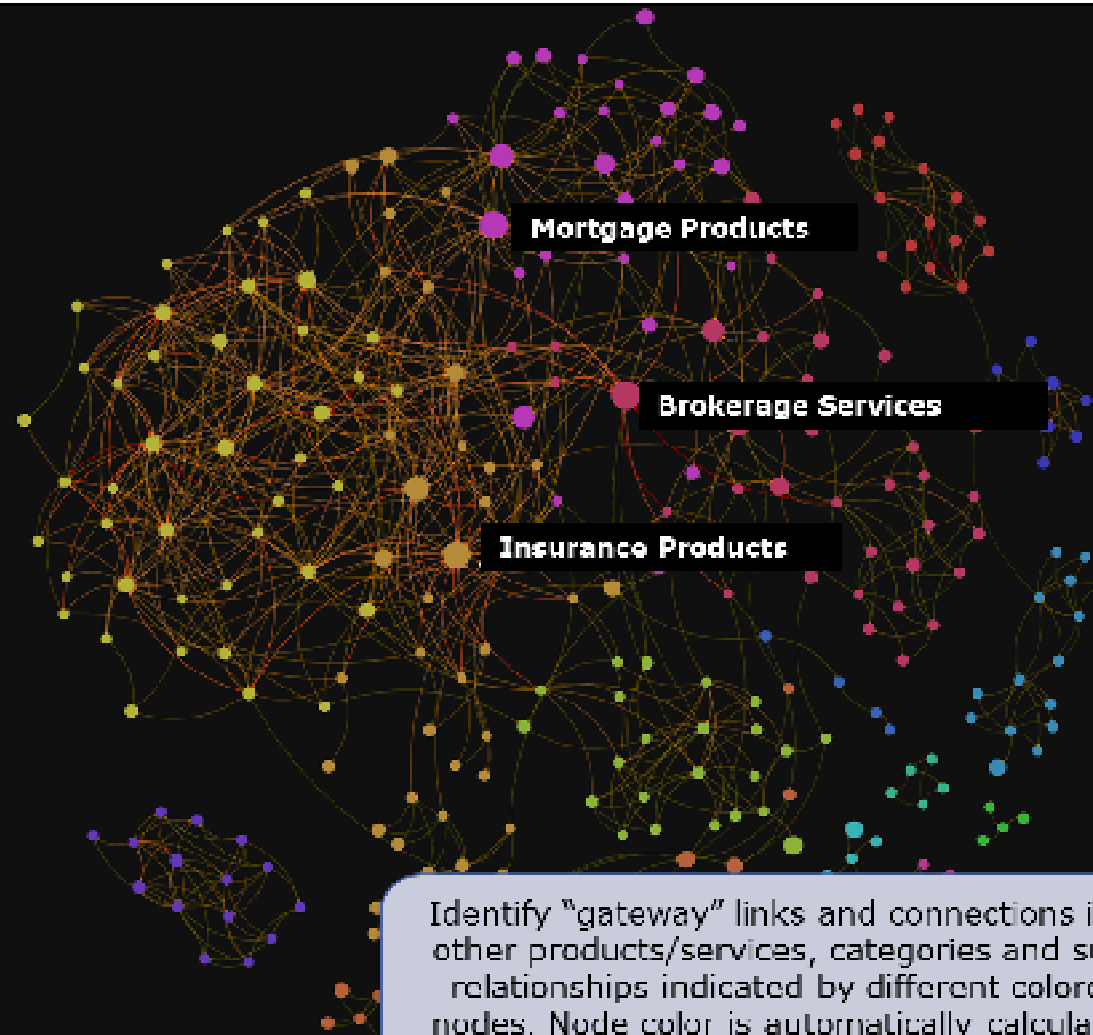 Mortgage Products
Brokerage Services
Insurance Products
Identify “gateway” links and connections i
other products/services, categories and su
relationships indicated by different colore
nodes. Node color is automatically calcula